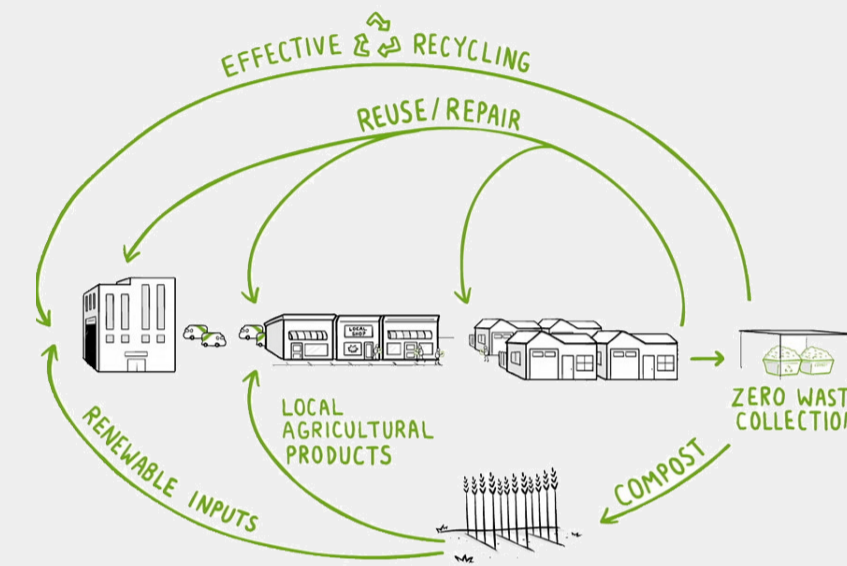 EFFECTIVE RECYCLING
REUSE/REPAIR
LOCAL
SHOP
LOCAL
AGRICULTURAL
PRODUCTS
ZERO WAST
COLLECTIO
COMPOST
RENEWABLE INPUTS